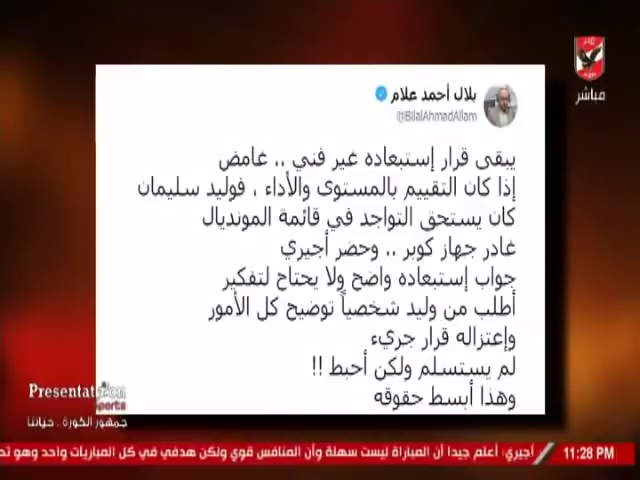 مباشر
بلال أحمد علام
@BilalAhmadAllam
يبقى قرار إستبعاده غير فني .. غامض
إذا كان التقييم بالمستوى والأداء ، فوليد سليمان
كان يستحق التواجد في قائمة المونديال
غادر جهاز كوبر .. وحضر أجيري
جواب إستبعاده واضح ولا يحتاج لتفكير
أطلب من وليد شخصياً توضيح كل الأمور
وإعتزاله قرار جريء
لم يستسلم ولكن أحبط !!
وهذا أبسط حقوقه
Presentation
Sports
جمهور الكورة .. حياتنا
أجيري: أعلم جيدا أن المباراة ليست سهلة وأن المنافس قوي ولكن هدفي في كل المباريات واحد وهو
11:28 PM